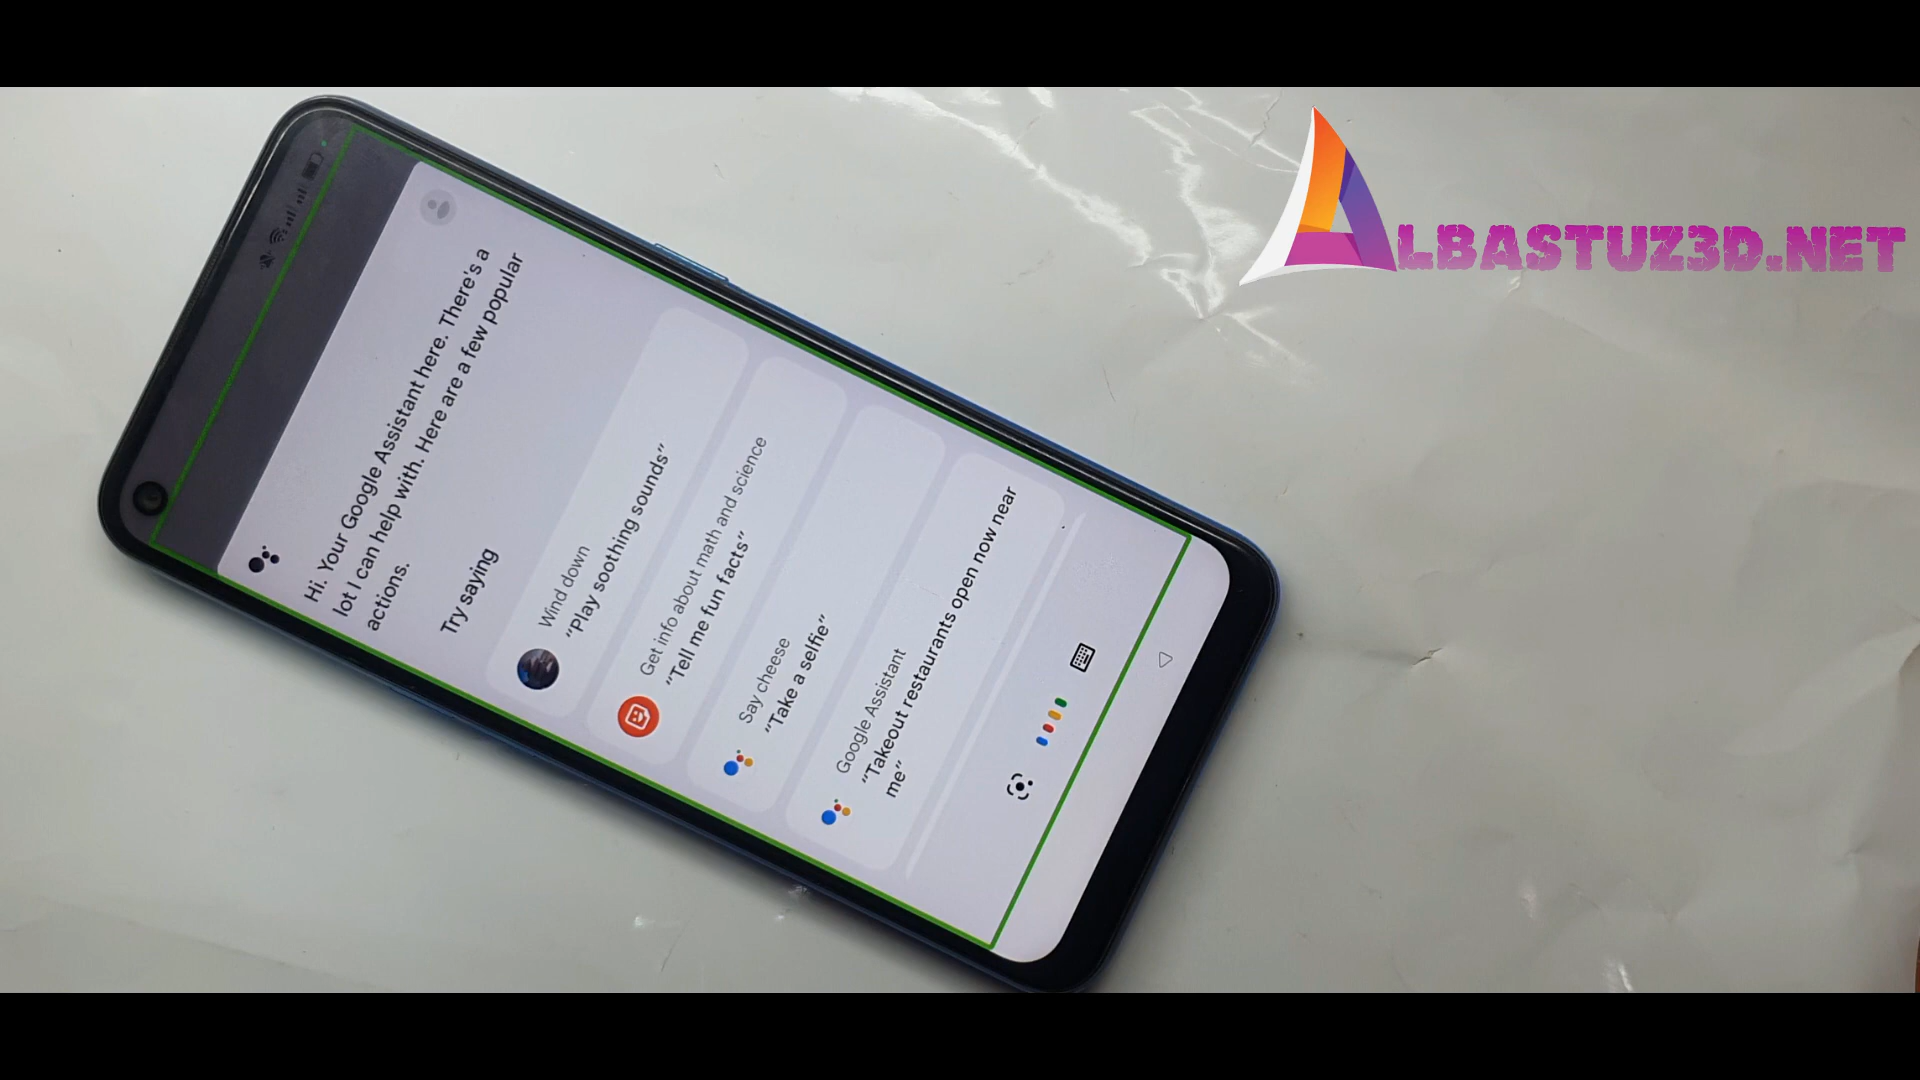 ALBASTUZ3D.NET
Hi. Your Google Assistant here. There's a
lot I can help with. Here are a few popular
actions.
Try saying
Wind down
“Play soothing sounds”
Get info about math and science
“Tell me fun facts”
Say cheese
“Take a selfie”
Google Assistant
“Takeout restaurants open now near
me”